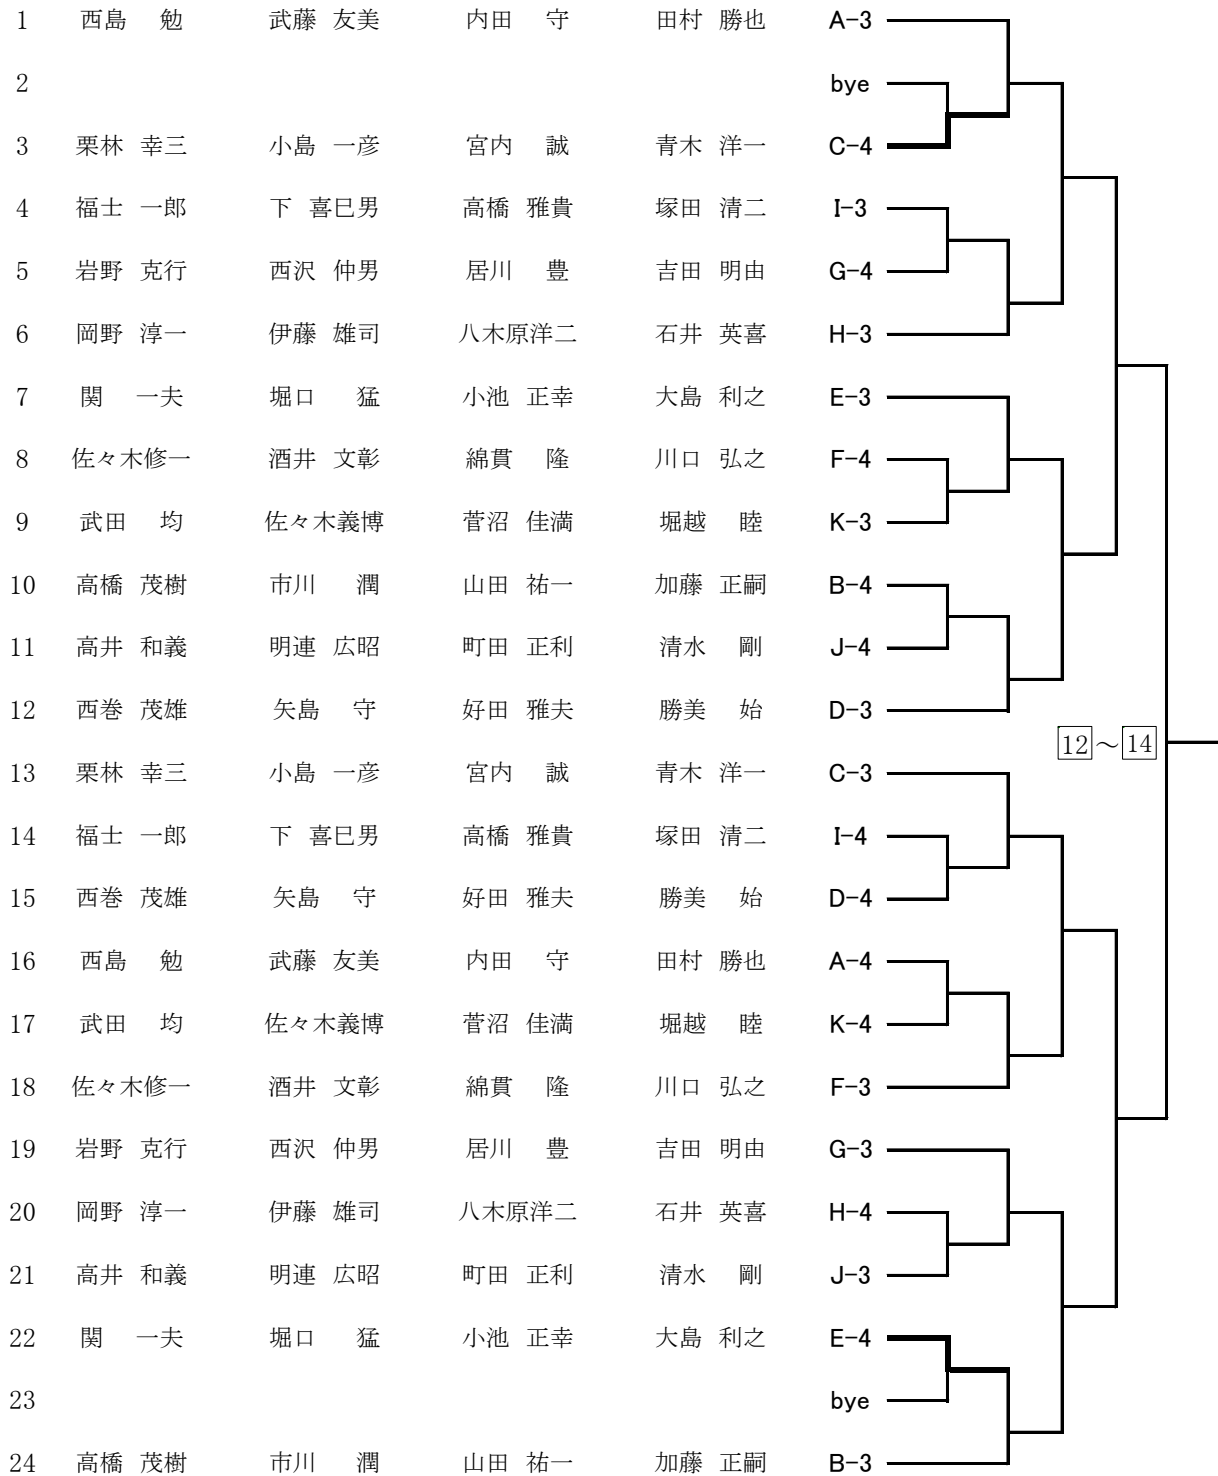 1 西島 勉 武藤 友美 内田 守 田村 勝也 A-3
2 bye
3 栗林 幸三 小島 一彦 宮内 誠 青木 洋一 C-4
4 福士 一郎 下 喜巳男 高橋 雅貴 塚田 清二 I-3
5 岩野 克行 西沢 仲男 居川 豊 吉田 明由 G-4
6 岡野 淳一 伊藤 雄司 八木原洋二 石井 英喜 H-3
7 関 一夫 堀口 猛 小池 正幸 大島 利之 E-3
8 佐々木修一 酒井 文彰 綿貫 隆 川口 弘之 F-4
9 武田 均 佐々木義博 菅沼 佳満 堀越 睦 K-3
10 高橋 茂樹 市川 潤 山田 祐一 加藤 正嗣 B-4
11 高井 和義 明連 広昭 町田 正利 清水 剛 J-4
12 西巻 茂雄 矢島 守 好田 雅夫 勝美 始 D-3
12～14
13 栗林 幸三 小島 一彦 宮内 誠 青木 洋一 C-3
14 福士 一郎 下 喜巳男 高橋 雅貴 塚田 清二 I-4
15 西巻 茂雄 矢島 守 好田 雅夫 勝美 始 D-4
16 西島 勉 武藤 友美 内田 守 田村 勝也 A-4
17 武田 均 佐々木義博 菅沼 佳満 堀越 睦 K-4
18 佐々木修一 酒井 文彰 綿貫 隆 川口 弘之 F-3
19 岩野 克行 西沢 仲男 居川 豊 吉田 明由 G-3
20 岡野 淳一 伊藤 雄司 八木原洋二 石井 英喜 H-4
21 高井 和義 明連 広昭 町田 正利 清水 剛 J-3
22 関 一夫 堀口 猛 小池 正幸 大島 利之 E-4
23 bye
24 高橋 茂樹 市川 潤 山田 祐一 加藤 正嗣 B-3